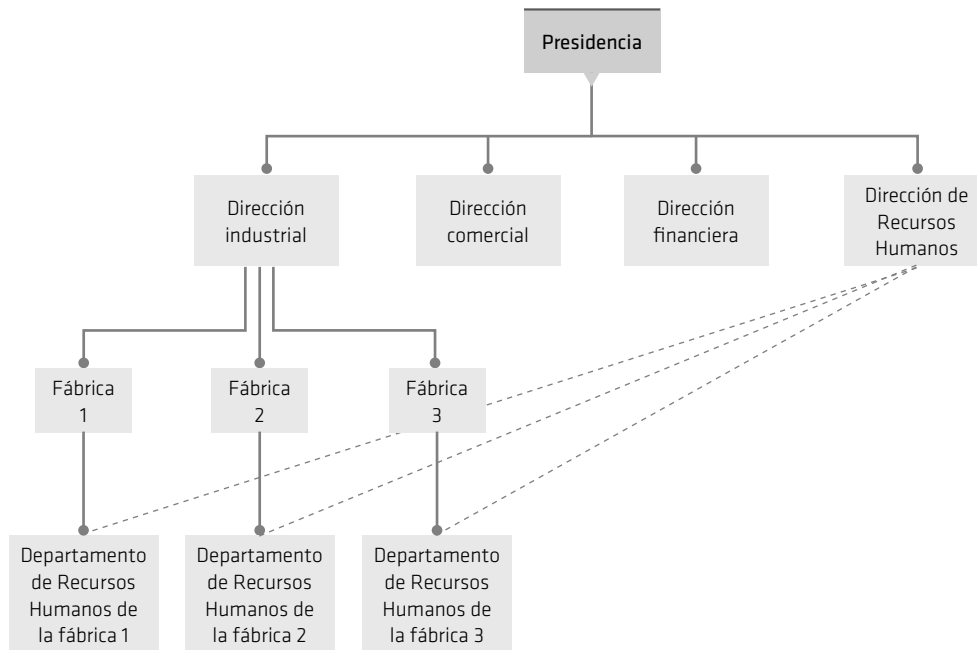 Presidencia
Dirección
industrial
Dirección
comercial
Dirección
financiera
Dirección de
Recursos
Humanos
Fábrica
1
Fábrica
2
Fábrica
3
Departamento
de Recursos
Humanos de
la fábrica 1
Departamento
de Recursos
Humanos de
la fábrica 2
Departamento
de Recursos
Humanos de
la fábrica 3